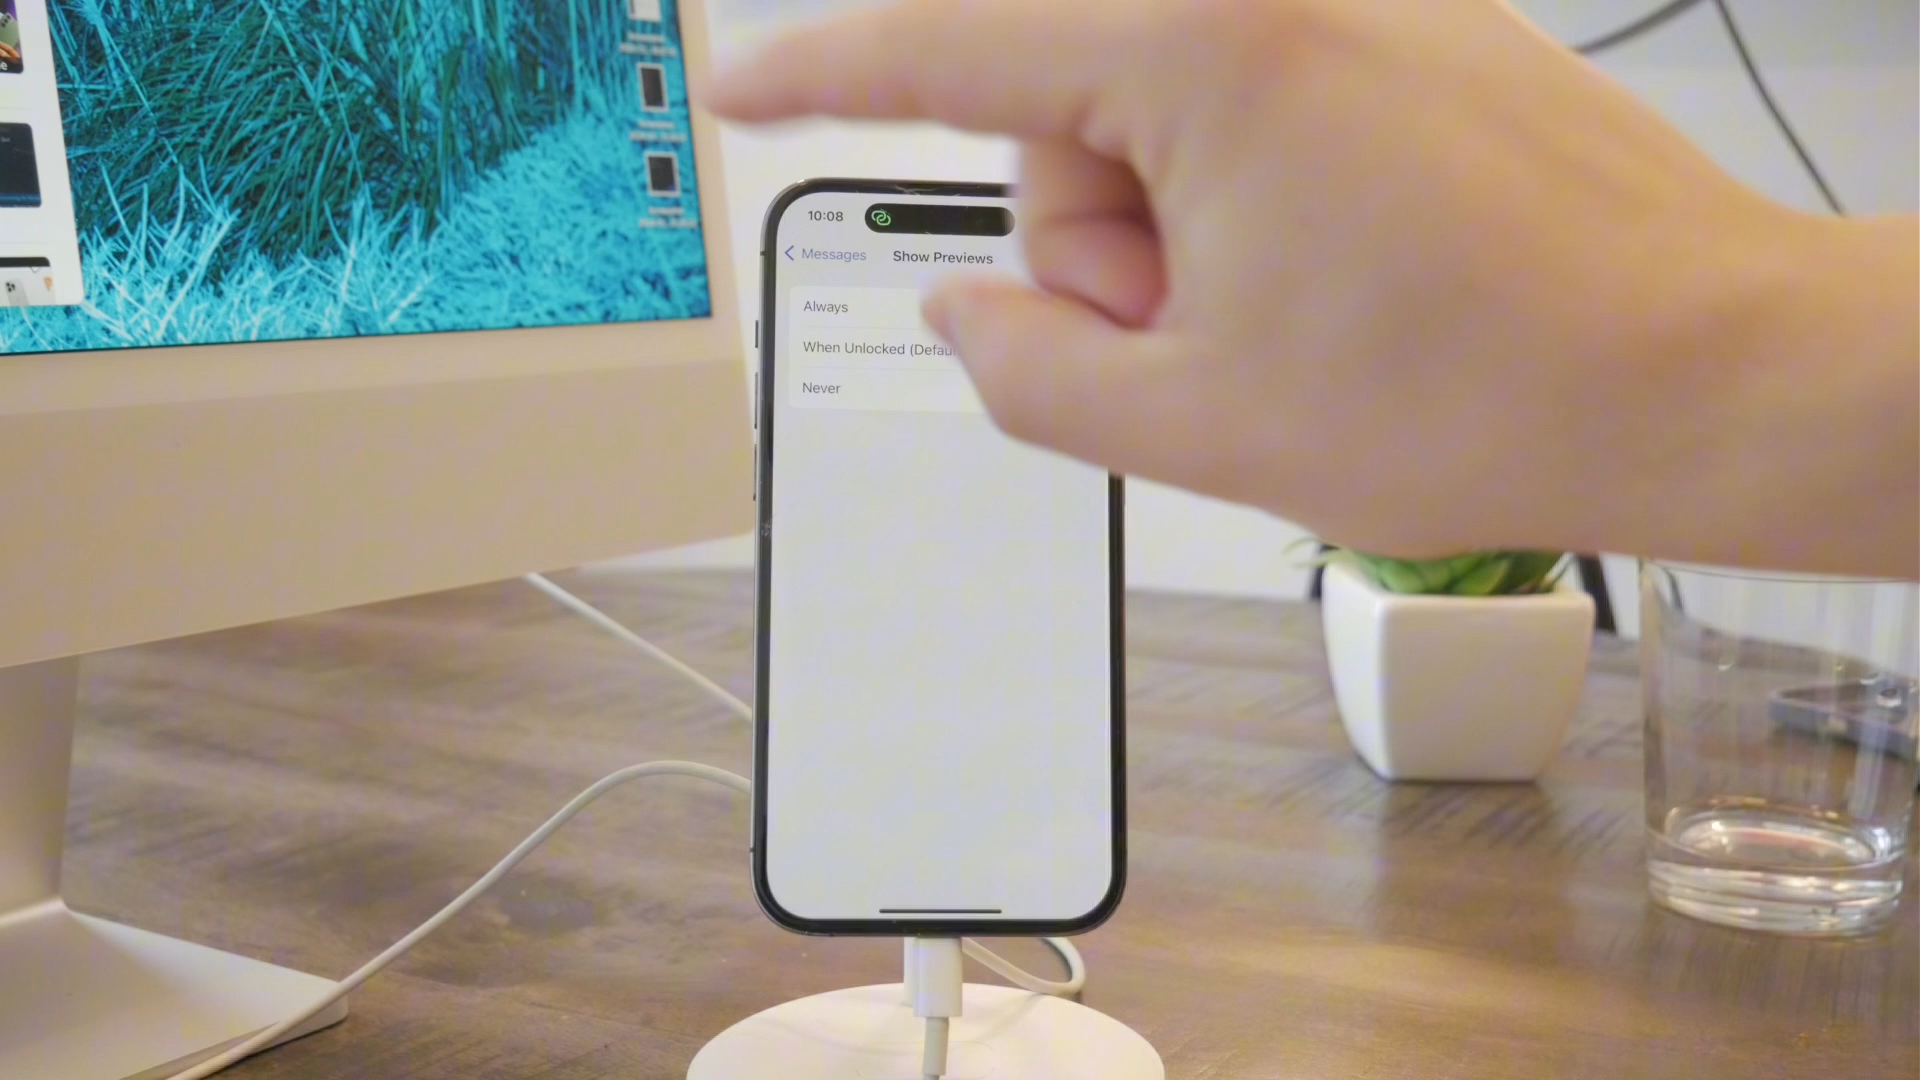 10:08
Messages
Show Previews
Always
When Unlocked (Defau
Never